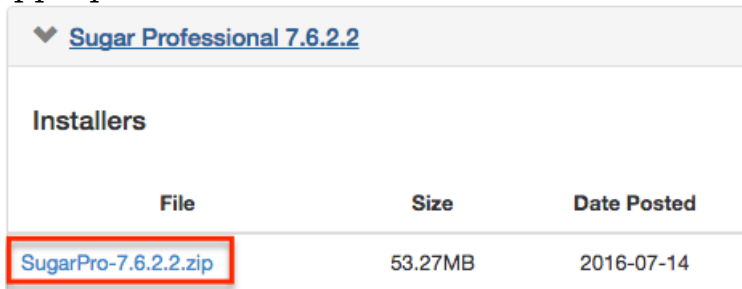 Sugar Professional 7.6.2.2
Installers
File Size Date Posted
SugarPro-7.6.2.2.zip 53.27MB 2016-07-14